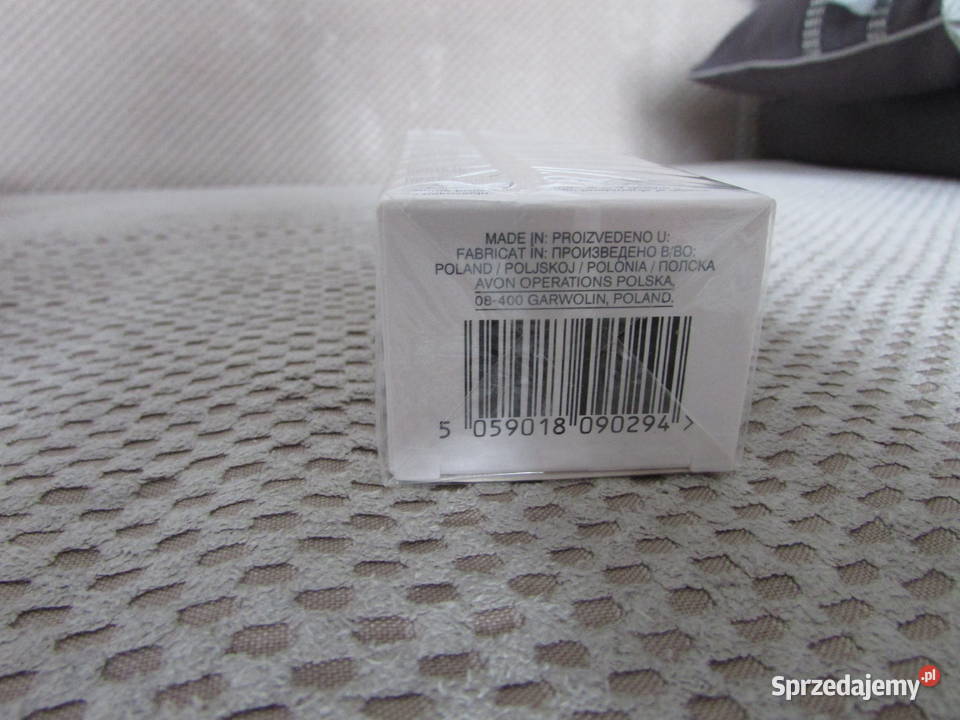 MADE IN: PROIZVEDENO U:
FABRICAT IN: ПРОИЗВЕДЕНО В/ВО:
POLAND / POLJSKOJ / POLONIA / ПОЛСКА
AVON OPERATIONS POLSKA,
08-400 GARWOLIN, POLAND.
5 059018 090294 >
Sprzedajemy.pl